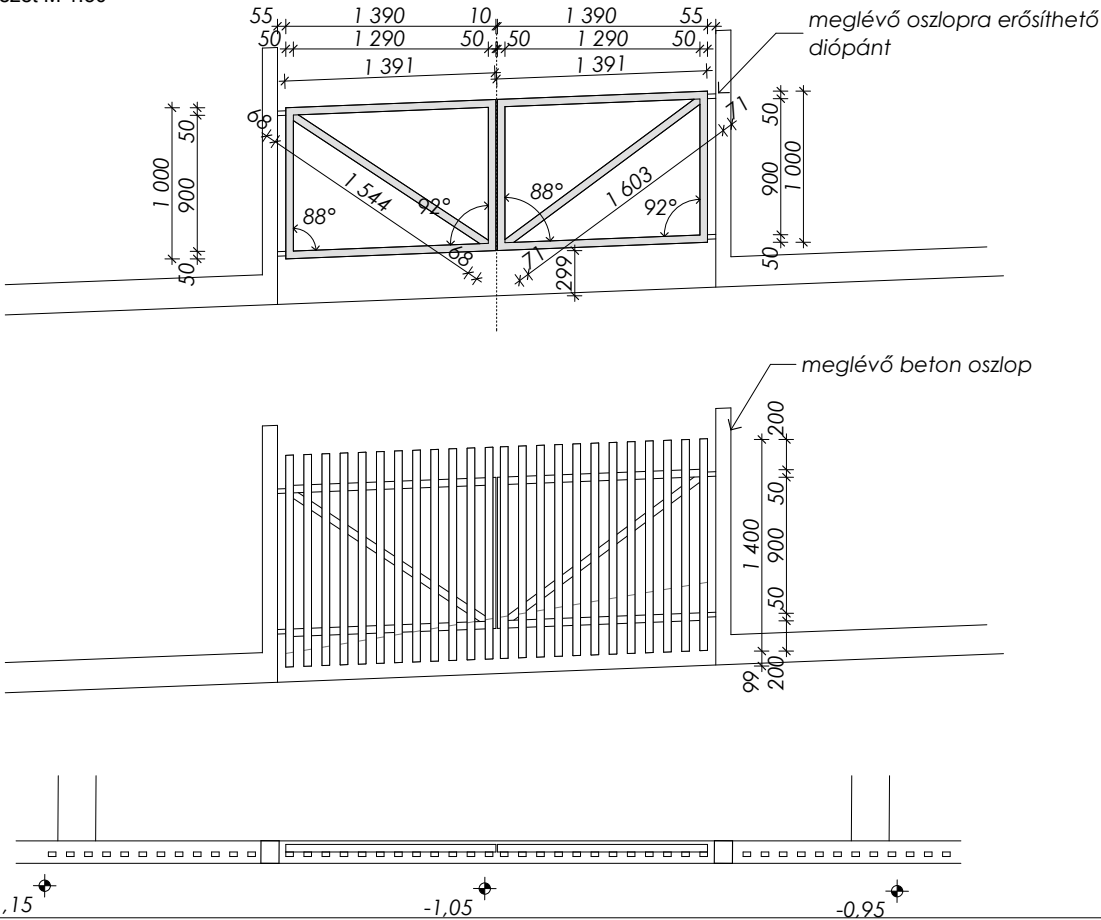 55 1 390 10 1 390 55
50 1 290 50 50 1 290 50
1 391 1 391
meglévő oszlopra erősíthető
diópánt
68 71
50 50
1 000 900 900 1 000
1 544 1 603
88° 92° 88° 92°
50 68 71 299 50
meglévő beton oszlop
200
50
1 400 900
50
99 200
,15 -1,05 -0,95